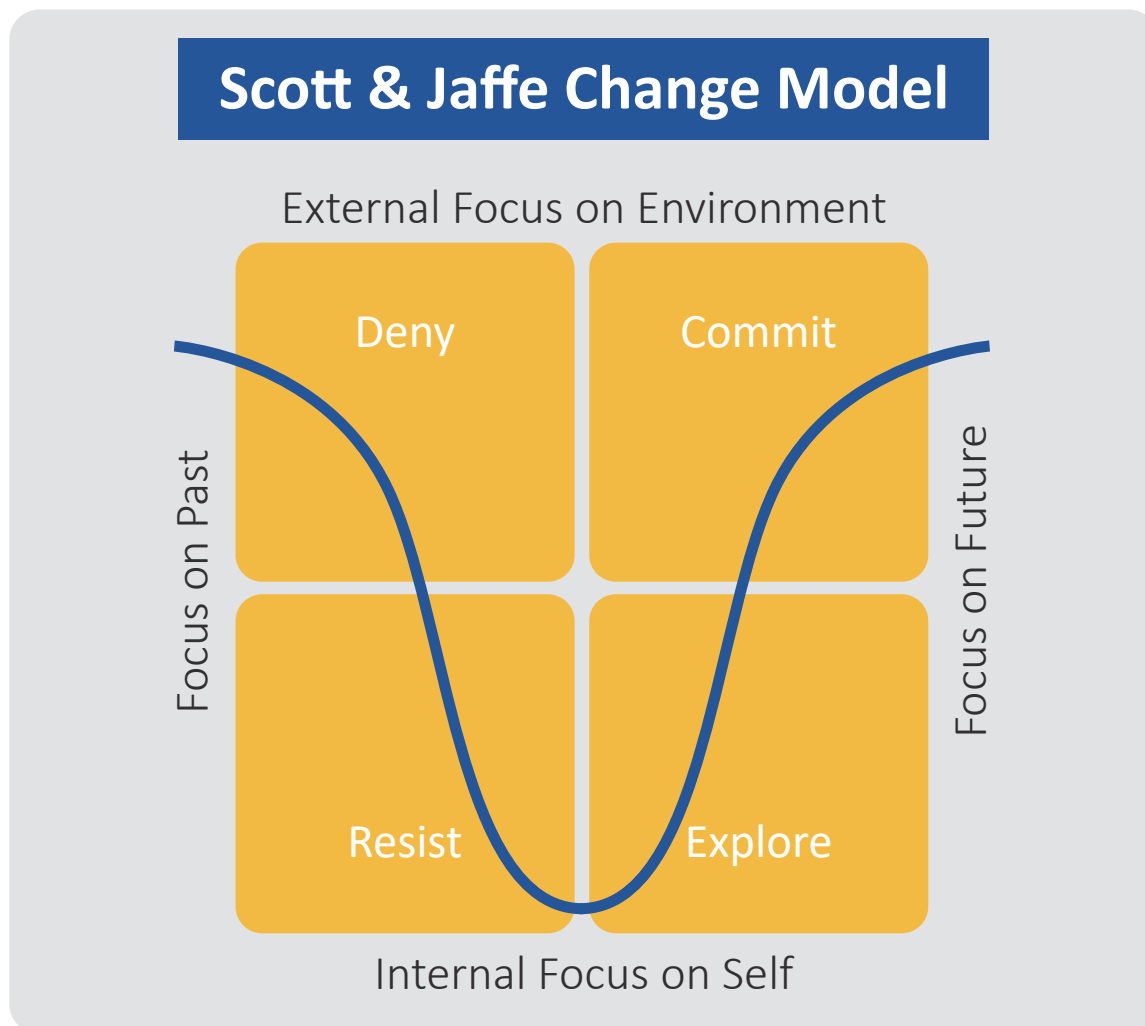 Scott & Jaffe Change Model
External Focus on Environment
Deny
Commit
Focus on Past
Focus on Future
Resist
Explore
Internal Focus on Self